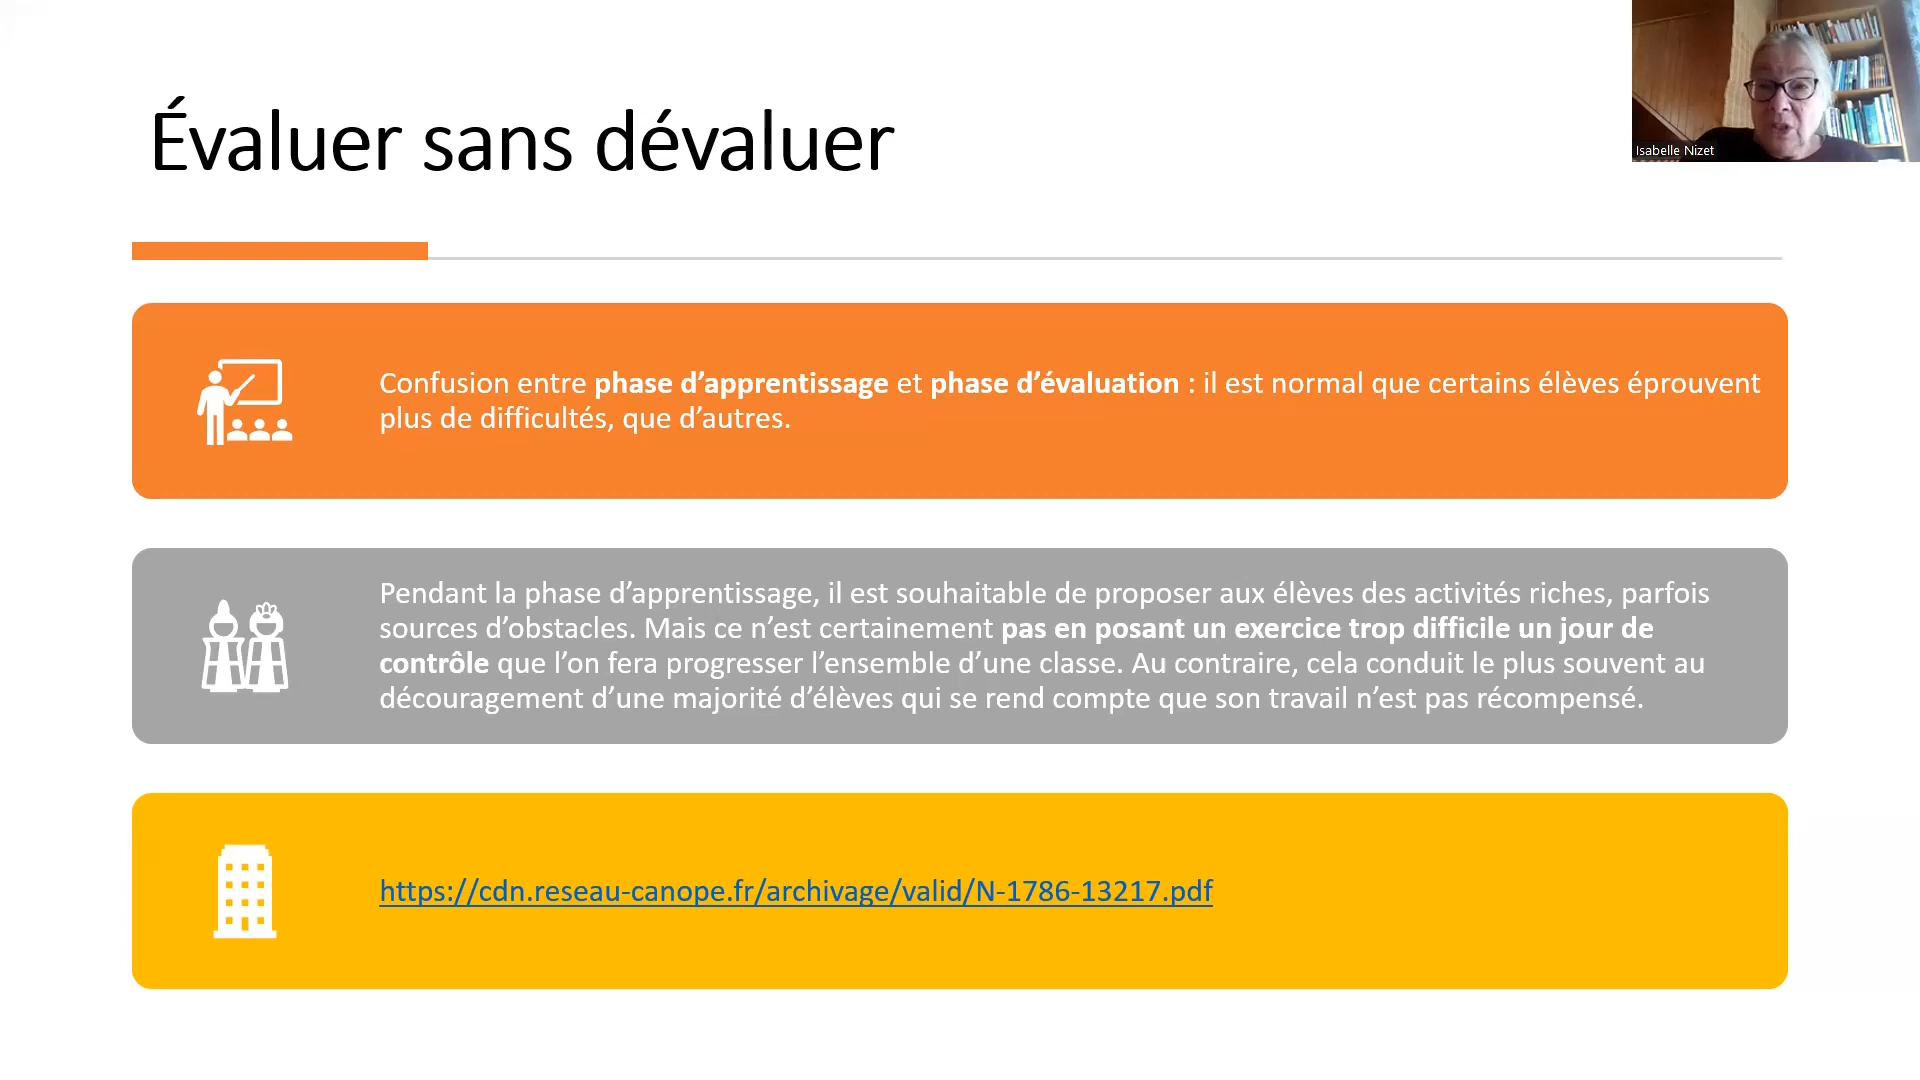 Évaluer sans dévaluer
Isabelle Nizet
Confusion entre phase d’apprentissage et phase d’évaluation : il est normal que certains élèves éprouvent
plus de difficultés, que d’autres.
Pendant la phase d’apprentissage, il est souhaitable de proposer aux élèves des activités riches, parfois
sources d’obstacles. Mais ce n’est certainement pas en posant un exercice trop difficile un jour de
contrôle que l’on fera progresser l’ensemble d’une classe. Au contraire, cela conduit le plus souvent au
découragement d’une majorité d’élèves qui se rend compte que son travail n’est pas récompensé.
https://cdn.reseau-canope.fr/archivage/valid/N-1786-13217.pdf